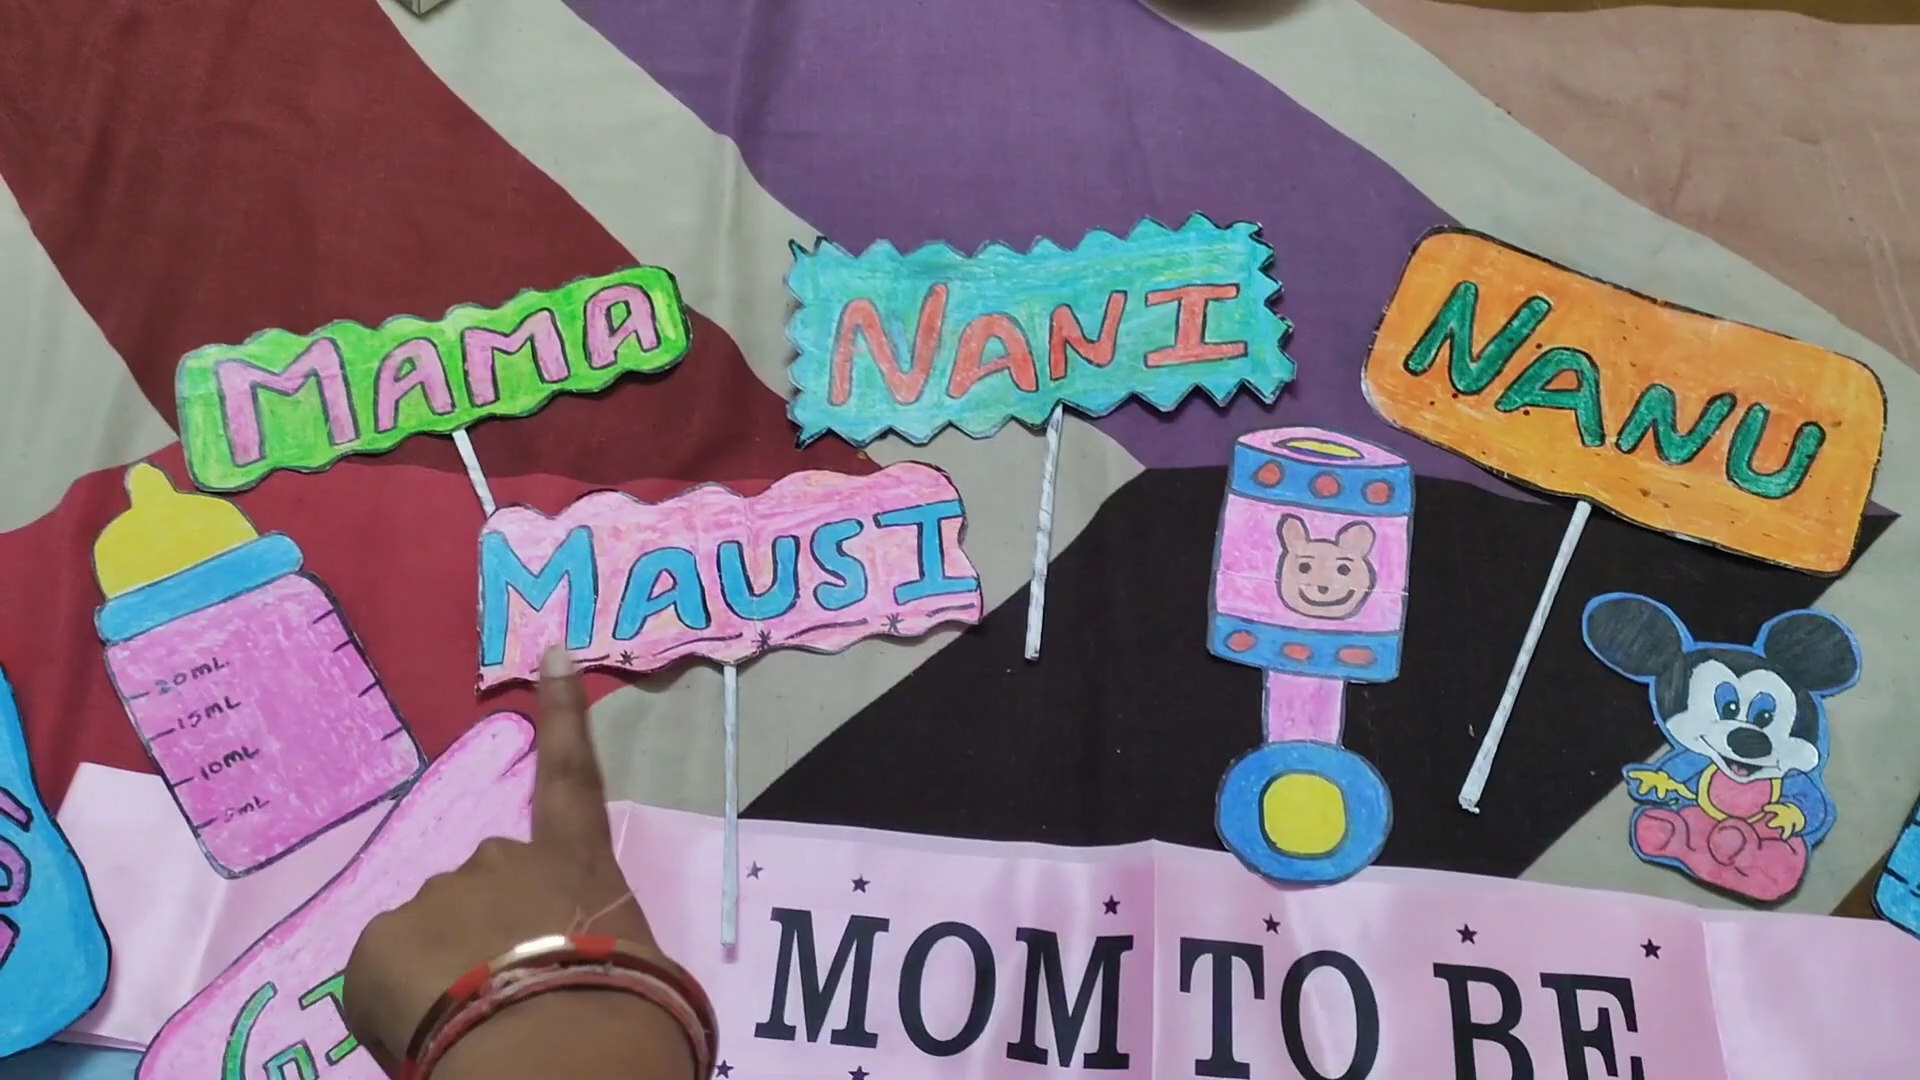 MAMA
NANI
NANU
MAUSI
20ML
15ML
10ML
5ML
MOM TO BE